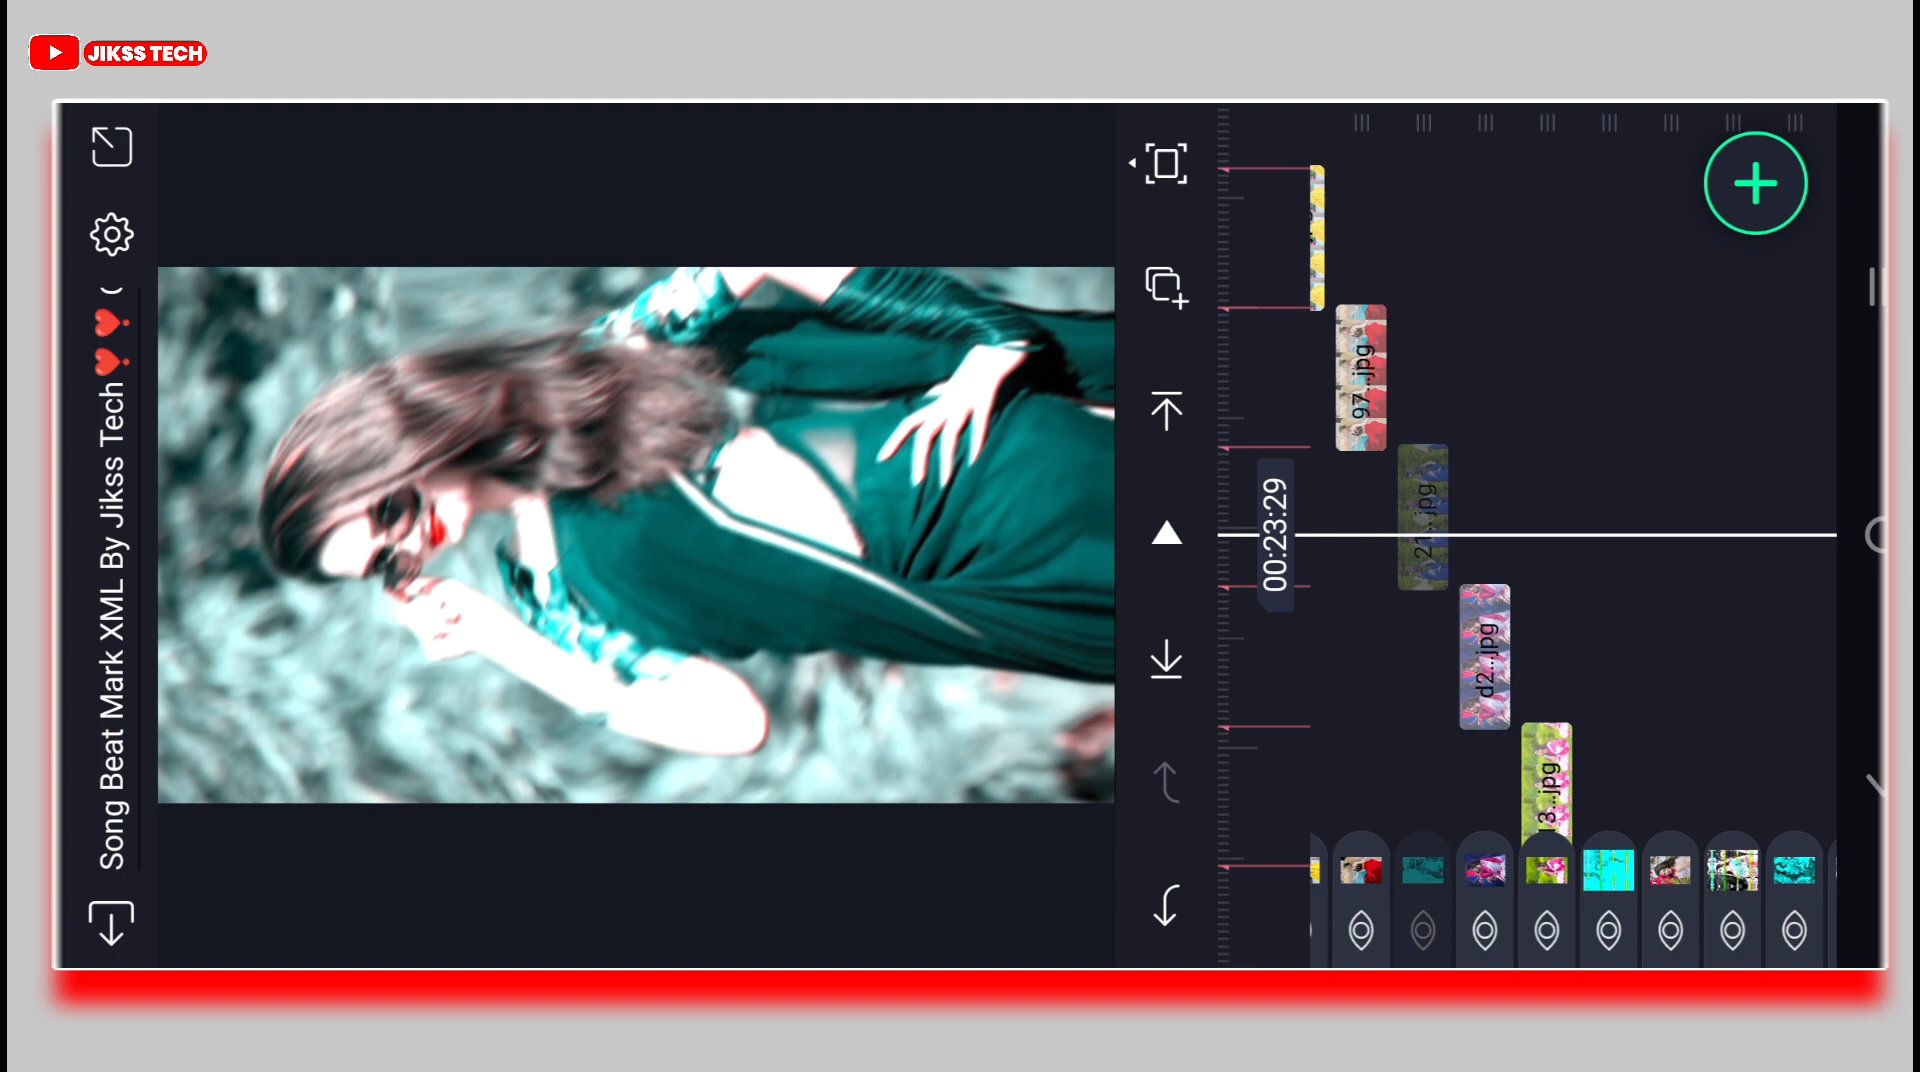 JIKSS TECH
Song Beat Mark XML By Jikss Tech ❣️ ❣️ (
00:23:29
97...jpg
21...jpg
d2...jpg
3...jpg